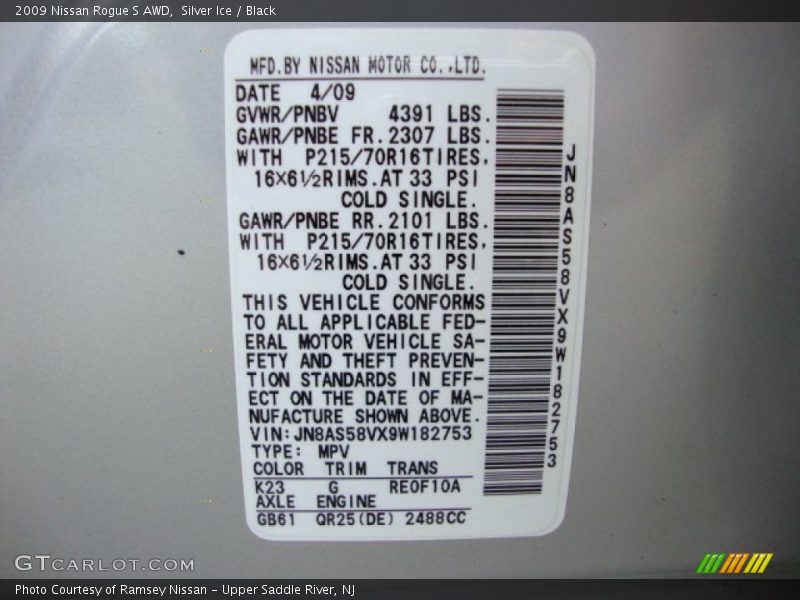 2009 Nissan Rogue S AWD,  Silver Ice / Black
MFD.BY NISSAN MOTOR CO.,LTD.
DATE 4/09
GVWR/PNBV 4391 LBS.
GAWR/PNBE FR.2307 LBS.
WITH P215/70R16TIRES,
16X6½RIMS.AT 33 PSI
COLD SINGLE.
GAWR/PNBE RR.2101 LBS.
WITH P215/70R16TIRES,
16X6½RIMS.AT 33 PSI
COLD SINGLE.
THIS VEHICLE CONFORMS
TO ALL APPLICABLE FED-
ERAL MOTOR VEHICLE SA-
FETY AND THEFT PREVEN-
TION STANDARDS IN EFF-
ECT ON THE DATE OF MA-
NUFACTURE SHOWN ABOVE.
VIN:JN8AS58VX9W182753
TYPE: MPV
COLOR TRIM TRANS
K23 G RE0F10A
AXLE ENGINE
GB61 QR25(DE) 2488CC
JN8AS58VX9W182753
GTCARLOT.COM
Photo Courtesy of Ramsey Nissan - Upper Saddle River, NJ